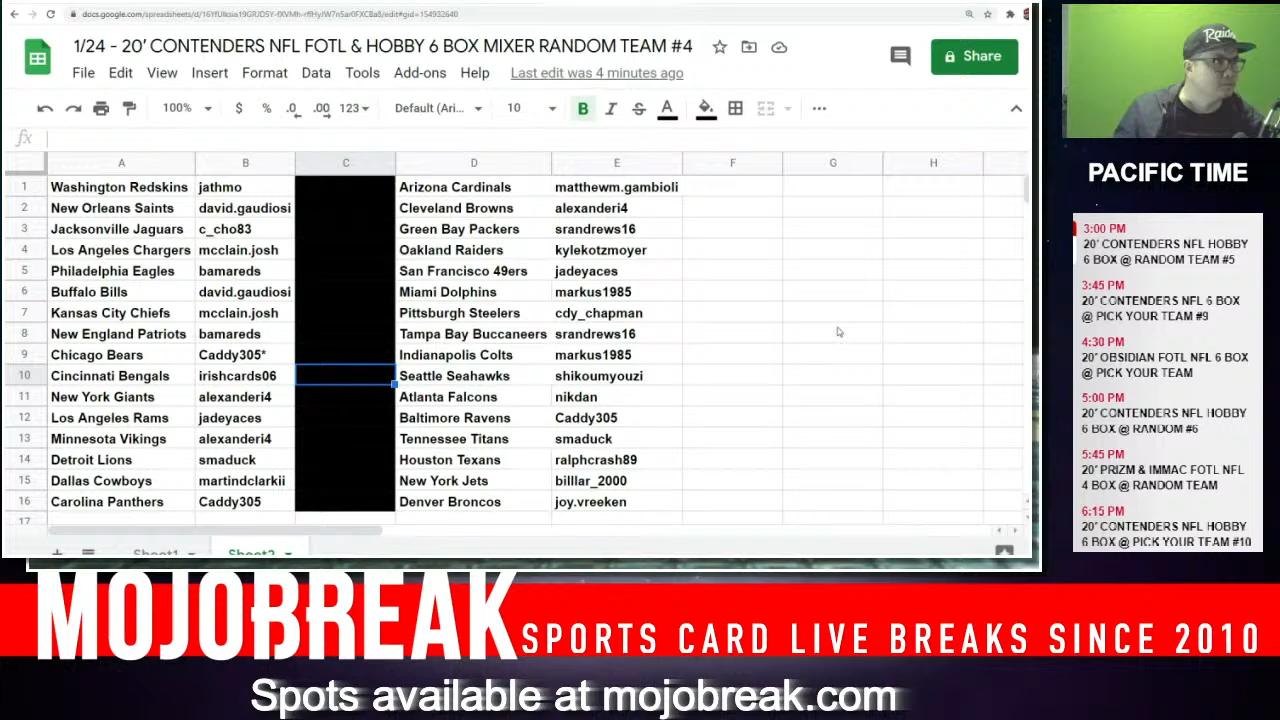 1/24 - 20' CONTENDERS NFL FOTL & HOBBY 6 BOX MIXER RANDOM TEAM #4
File Edit View Insert Format Data Tools Add-ons Help Last edit was 4 minutes ago
Share
100% $ % .0 .00 123 Default (Ari... 10 B I S A
fx
A B C D E F G H
1 Washington Redskins jathmo Arizona Cardinals matthewm.gambioli
2 New Orleans Saints david.gaudiosi Cleveland Browns alexanderi4
3 Jacksonville Jaguars c_cho83 Green Bay Packers srandrews16
4 Los Angeles Chargers mcclain.josh Oakland Raiders kylekotzmoyer
5 Philadelphia Eagles bamareds San Francisco 49ers jadeyaces
6 Buffalo Bills david.gaudiosi Miami Dolphins markus1985
7 Kansas City Chiefs mcclain.josh Pittsburgh Steelers cdy_chapman
8 New England Patriots bamareds Tampa Bay Buccaneers srandrews16
9 Chicago Bears Caddy305* Indianapolis Colts markus1985
10 Cincinnati Bengals irishcards06 Seattle Seahawks shikoumyouzi
11 New York Giants alexanderi4 Atlanta Falcons nikdan
12 Los Angeles Rams jadeyaces Baltimore Ravens Caddy305
13 Minnesota Vikings alexanderi4 Tennessee Titans smaduck
14 Detroit Lions smaduck Houston Texans ralphcrash89
15 Dallas Cowboys martindclarkii New York Jets billlar_2000
16 Carolina Panthers Caddy305 Denver Broncos joy.vreeken
17
Sheet1 Sheet2
PACIFIC TIME
3:00 PM
20' CONTENDERS NFL HOBBY
6 BOX @ RANDOM TEAM #5
3:45 PM
20' CONTENDERS NFL 6 BOX
@ PICK YOUR TEAM #9
4:30 PM
20' OBSIDIAN FOTL NFL 6 BOX
@ PICK YOUR TEAM
5:00 PM
20' CONTENDERS NFL HOBBY
6 BOX @ RANDOM #6
5:45 PM
20' PRIZM & IMMAC FOTL NFL
4 BOX @ RANDOM TEAM
6:15 PM
20' CONTENDERS NFL HOBBY
6 BOX @ PICK YOUR TEAM #10
MOJOBREAK
SPORTS CARD LIVE BREAKS SINCE 2010
Spots available at mojobreak.com